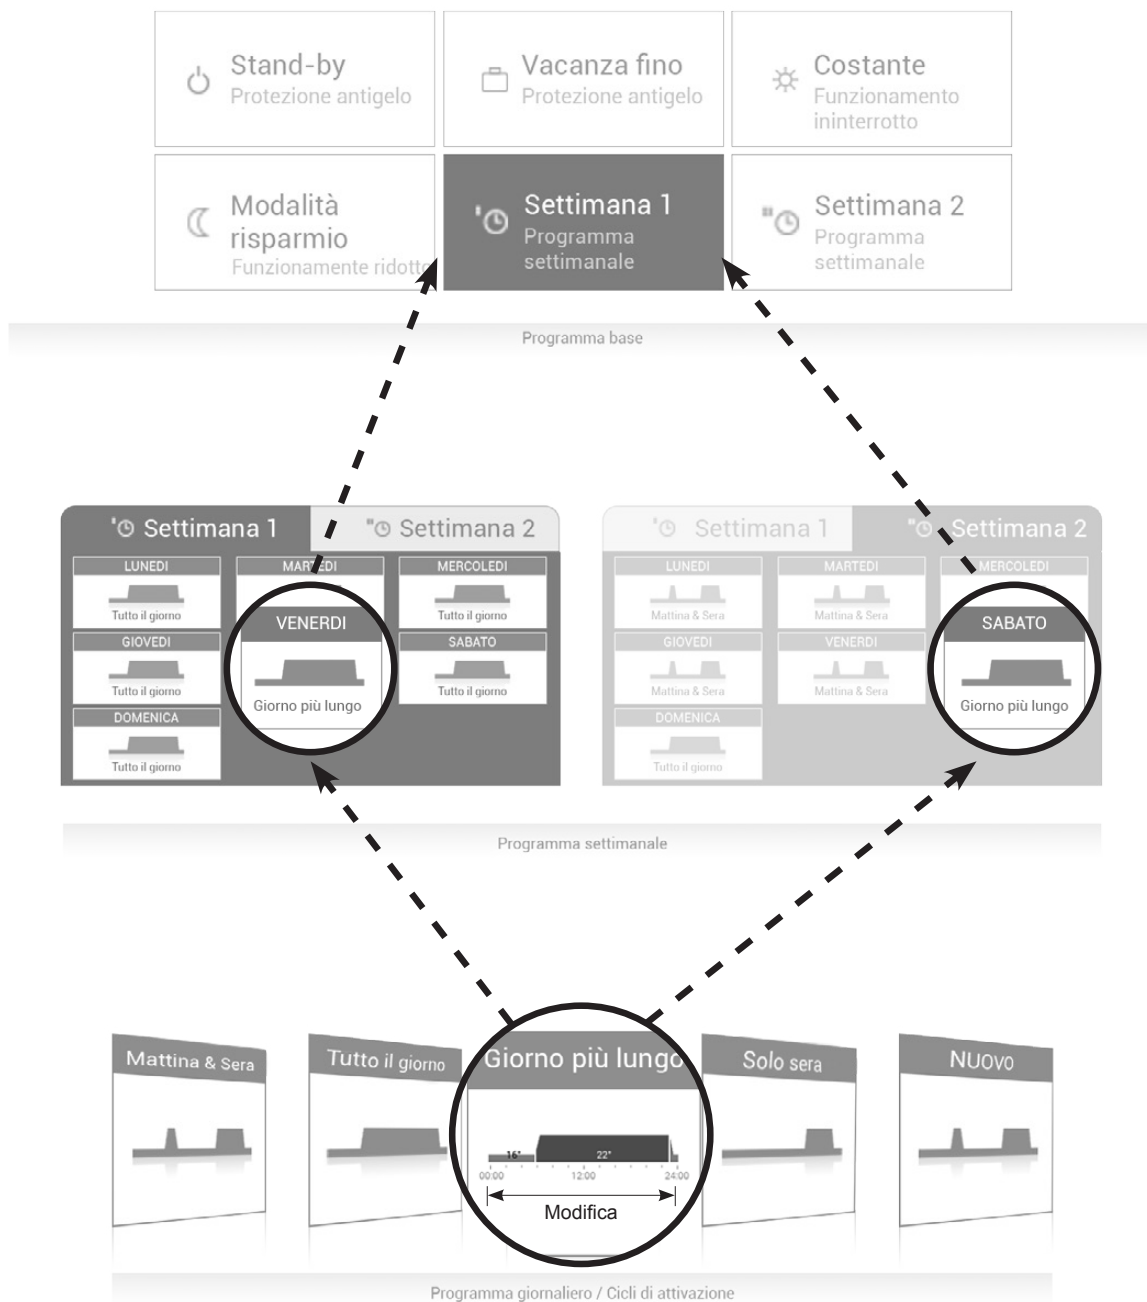 Stand-by
Protezione antigelo
Vacanza fino
Protezione antigelo
Costante
Funzionamento
ininterrotto
Modalità
risparmio
Funzionamente ridotto
Settimana 1
Programma
settimanale
Settimana 2
Programma
settimanale
Programma base
Settimana 1
Settimana 2
LUNEDI
Tutto il giorno
MARTEDI
MERCOLEDI
Tutto il giorno
GIOVEDI
Tutto il giorno
VENERDI
Giorno più lungo
SABATO
Tutto il giorno
DOMENICA
Tutto il giorno
Settimana 1
Settimana 2
LUNEDI
Mattina & Sera
MARTEDI
Mattina & Sera
MERCOLEDI
GIOVEDI
Mattina & Sera
VENERDI
Mattina & Sera
SABATO
Giorno più lungo
DOMENICA
Tutto il giorno
Programma settimanale
Mattina & Sera
Tutto il giorno
Giorno più lungo
16°
22°
00:00
12:00
24:00
Modifica
Solo sera
NUOVO
Programma giornaliero / Cicli di attivazione